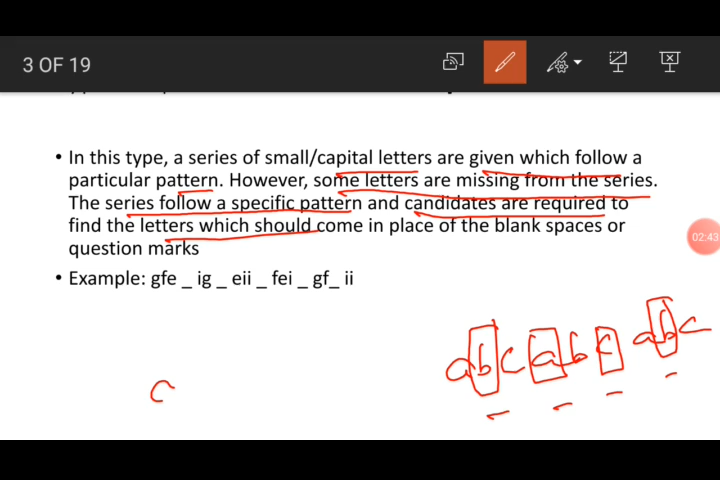 3 OF 19
• In this type, a series of small/capital letters are given which follow a
particular pattern. However, some letters are missing from the series.
The series follow a specific pattern and candidates are required to
find the letters which should come in place of the blank spaces or
question marks
02:43
• Example: gfe _ ig _ eii _ fei _ gf_ ii
abc abc abc